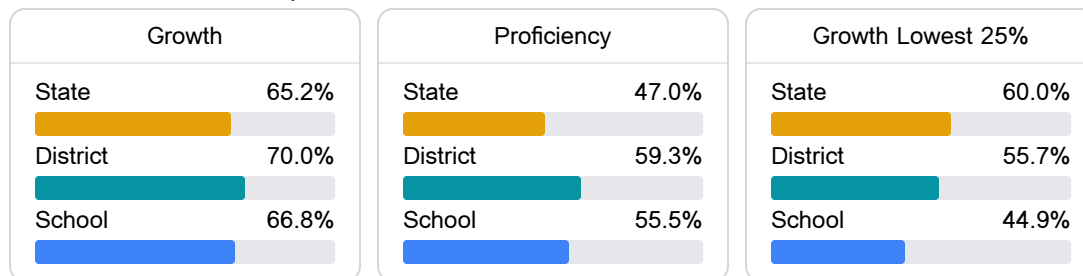 Growth
State 65.2%
District 70.0%
School 66.8%
Proficiency
State 47.0%
District 59.3%
School 55.5%
Growth Lowest 25%
State 60.0%
District 55.7%
School 44.9%